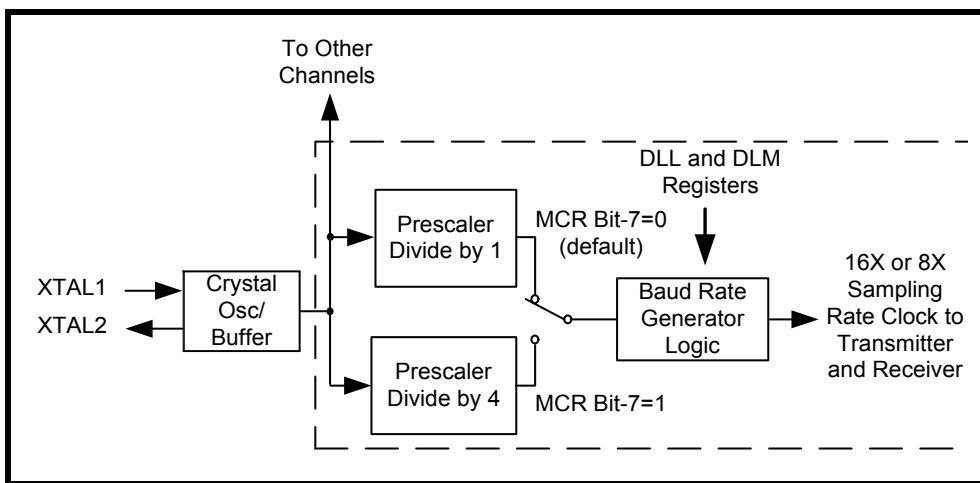 To Other
Channels
DLL and DLM
Registers
Prescaler
Divide by 1
MCR Bit-7=0
(default)
XTAL1
XTAL2
Crystal
Osc/
Buffer
Baud Rate
Generator
Logic
16X or 8X
Sampling
Rate Clock to
Transmitter
and Receiver
Prescaler
Divide by 4
MCR Bit-7=1